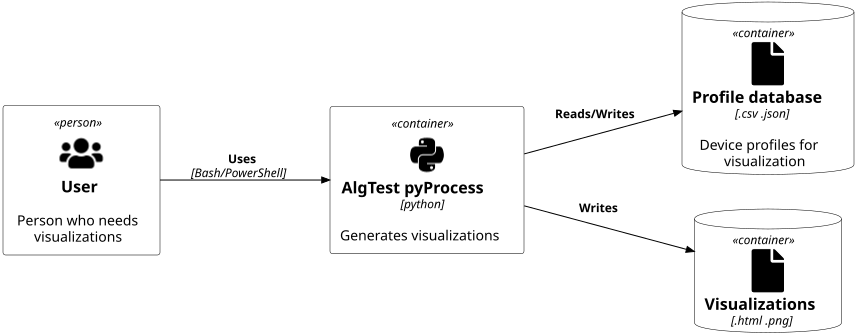 «person»
User
Person who needs
visualizations
Uses
[Bash/PowerShell]
«container»
AlgTest pyProcess
[python]
Generates visualizations
Reads/Writes
Writes
«container»
Profile database
[.csv .json]
Device profiles for
visualization
«container»
Visualizations
[.html .png]